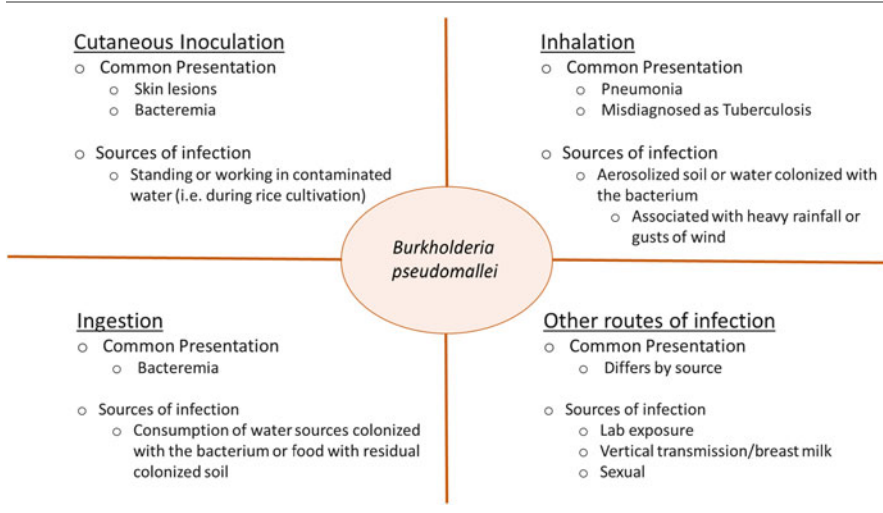 Cutaneous Inoculation
o Common Presentation
o Skin lesions
o Bacteremia
o Sources of infection
o Standing or working in contaminated
water (i.e. during rice cultivation)
Inhalation
o Common Presentation
o Pneumonia
o Misdiagnosed as Tuberculosis
o Sources of infection
o Aerosolized soil or water colonized with
the bacterium
o Associated with heavy rainfall or
gusts of wind
Burkholderia
pseudomallei
Ingestion
o Common Presentation
o Bacteremia
o Sources of infection
o Consumption of water sources colonized
with the bacterium or food with residual
colonized soil
Other routes of infection
o Common Presentation
o Differs by source
o Sources of infection
o Lab exposure
o Vertical transmission/breast milk
o Sexual